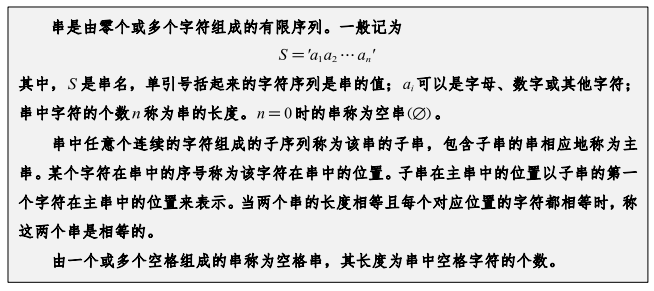 串是由零个或多个字符组成的有限序列。一般记为
S='a₁a₂⋯aₙ'
其中，S是串名，单引号括起来的字符序列是串的值；aᵢ可以是字母、数字或其他字符；
串中字符的个数n称为串的长度。n=0时的串称为空串(∅)。
串中任意个连续的字符组成的子序列称为该串的子串，包含子串的串相应地称为主
串。某个字符在串中的序号称为该字符在串中的位置。子串在主串中的位置以子串的第一
个字符在主串中的位置来表示。当两个串的长度相等且每个对应位置的字符都相等时，称
这两个串是相等的。
由一个或多个空格组成的串称为空格串，其长度为串中空格字符的个数。